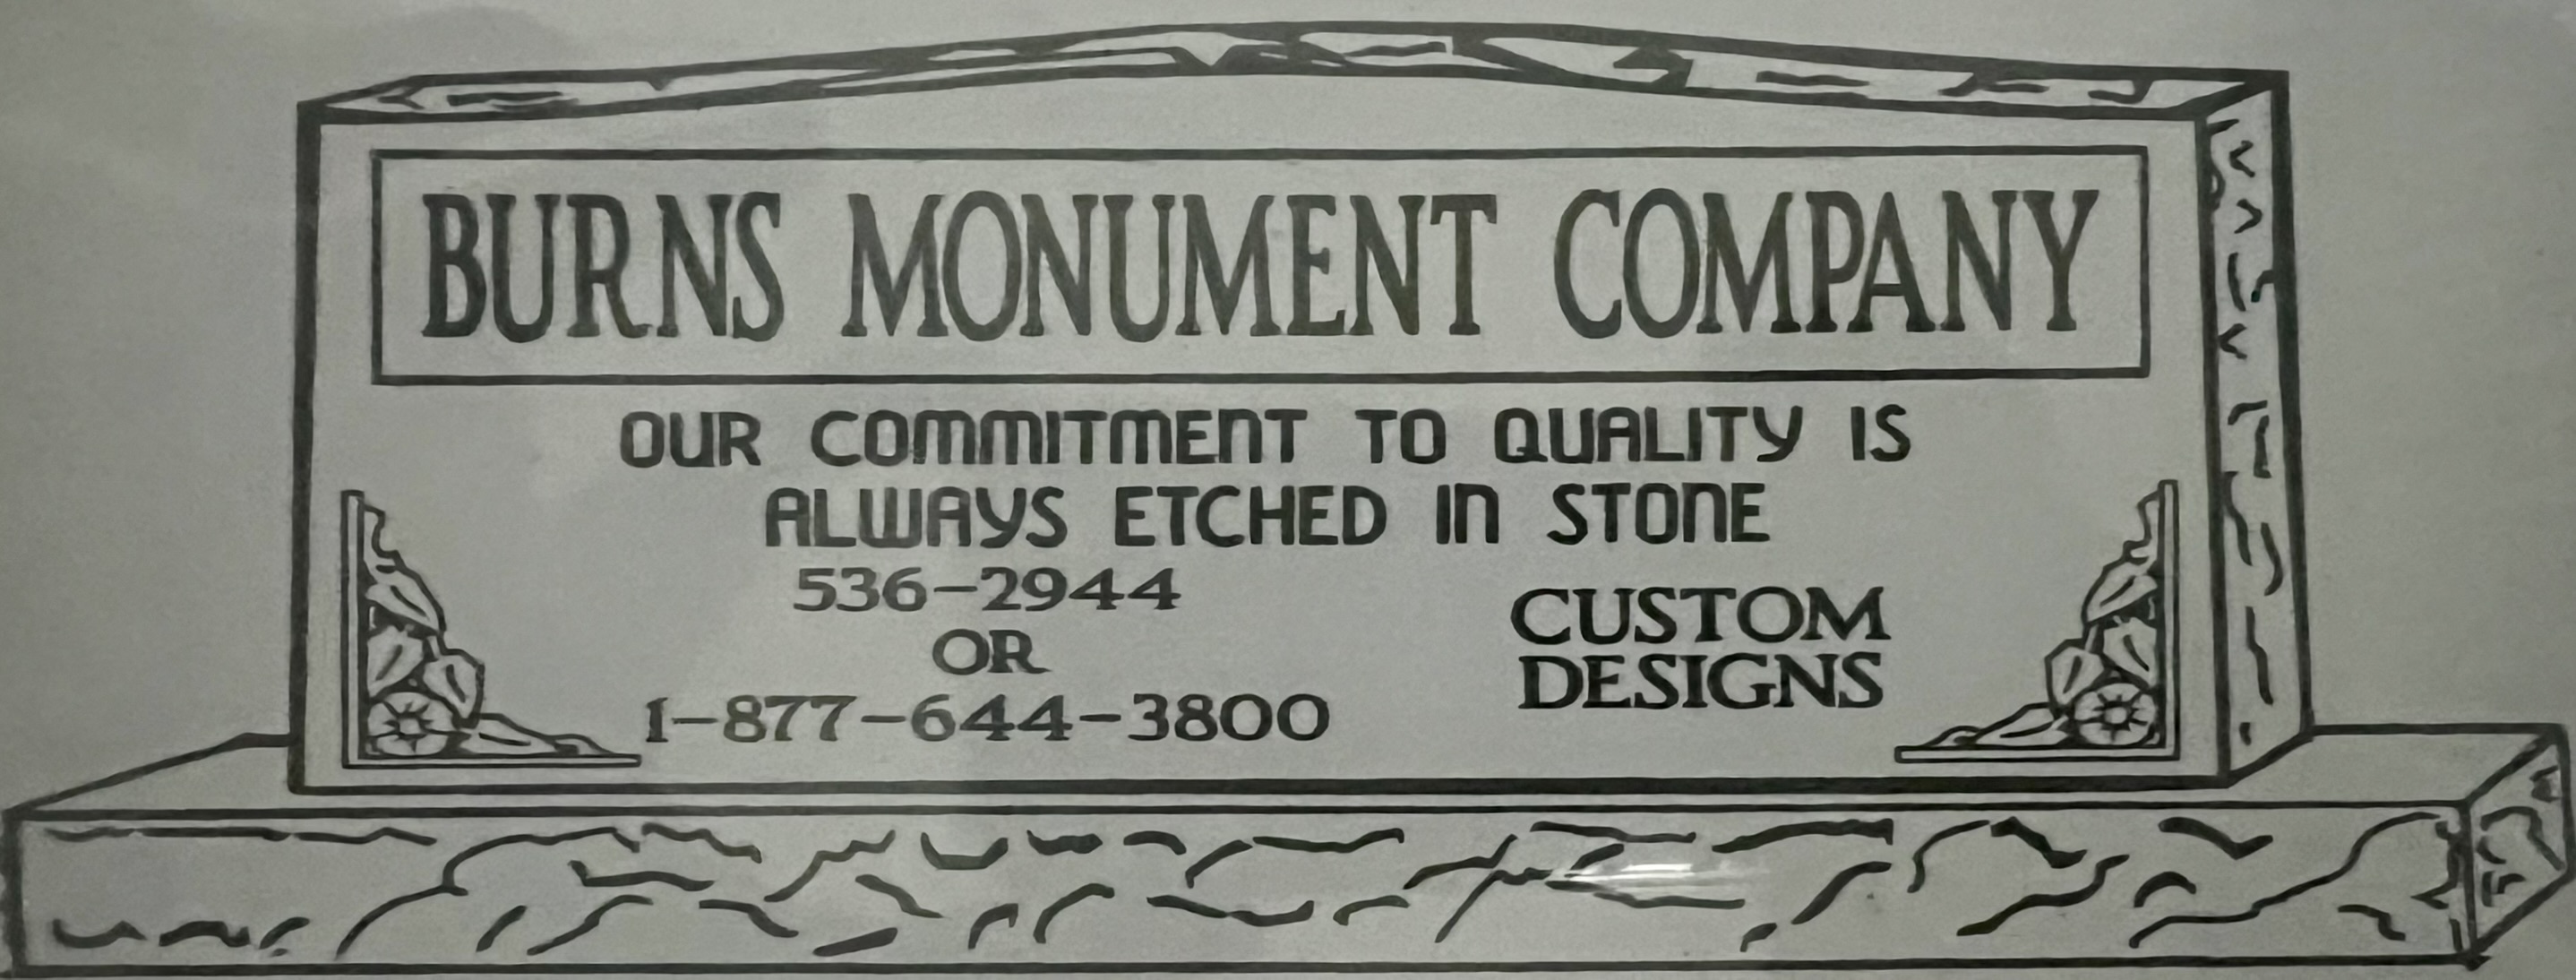 BURNS MONUMENT COMPANY
OUR COMMITMENT TO QUALITY IS
ALWAYS ETCHED IN STONE
536-2944
OR
1-877-644-3800
CUSTOM
DESIGNS